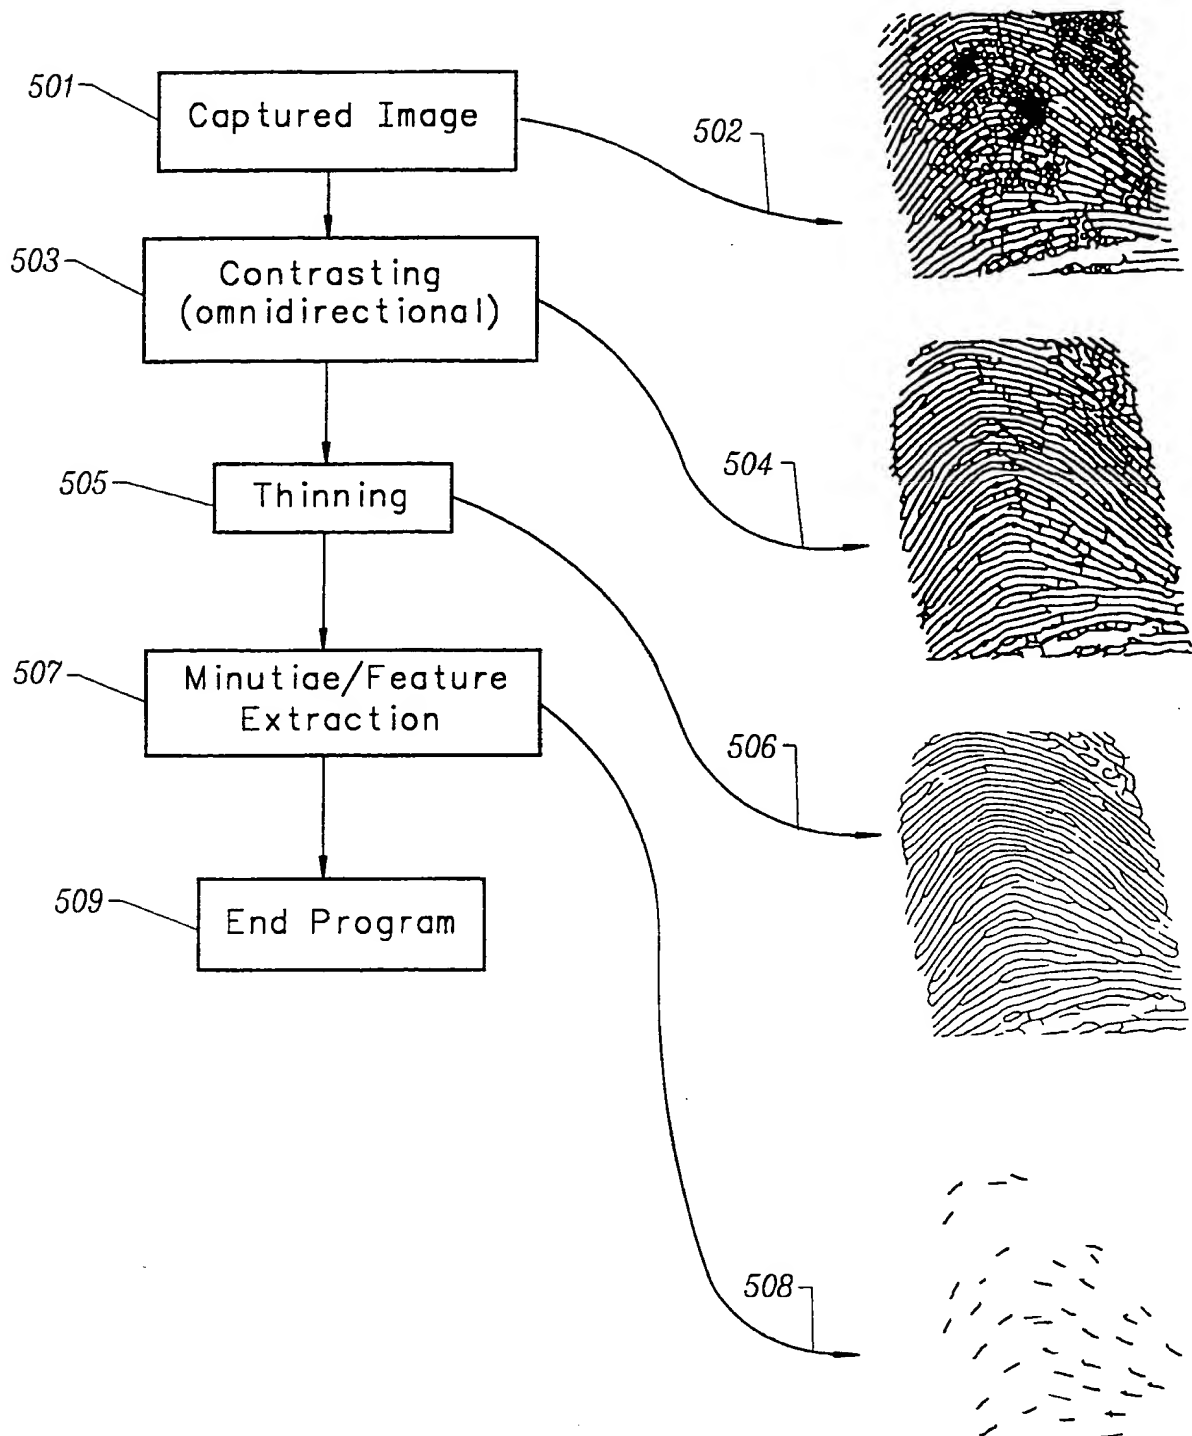 501
Captured Image
502
503
Contrasting
(omnidirectional)
504
505
Thinning
506
507
Minutiae/Feature
Extraction
508
509
End Program